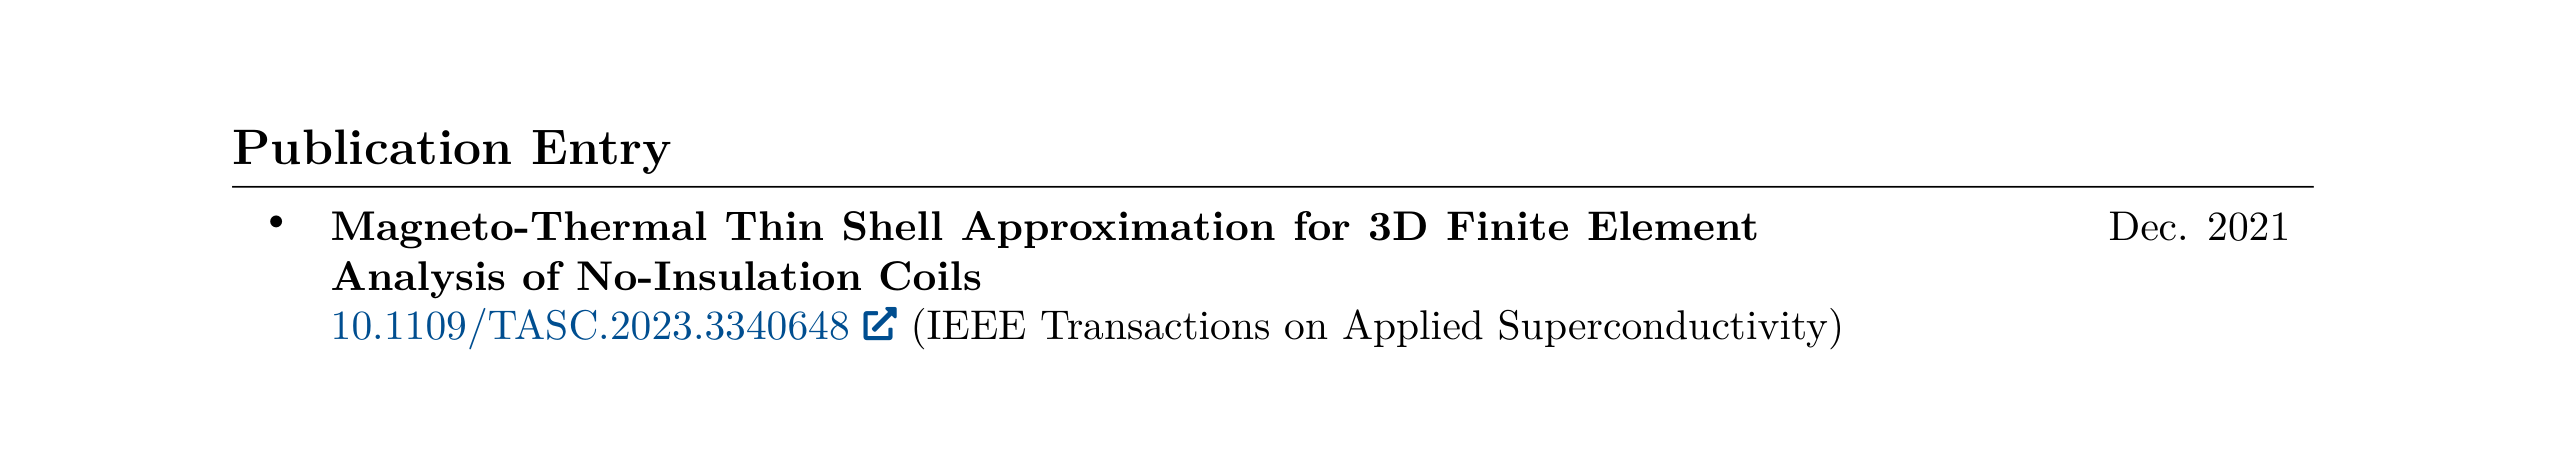 Publication Entry
• Magneto-Thermal Thin Shell Approximation for 3D Finite Element Dec. 2021
Analysis of No-Insulation Coils
10.1109/TASC.2023.3340648 (IEEE Transactions on Applied Superconductivity)